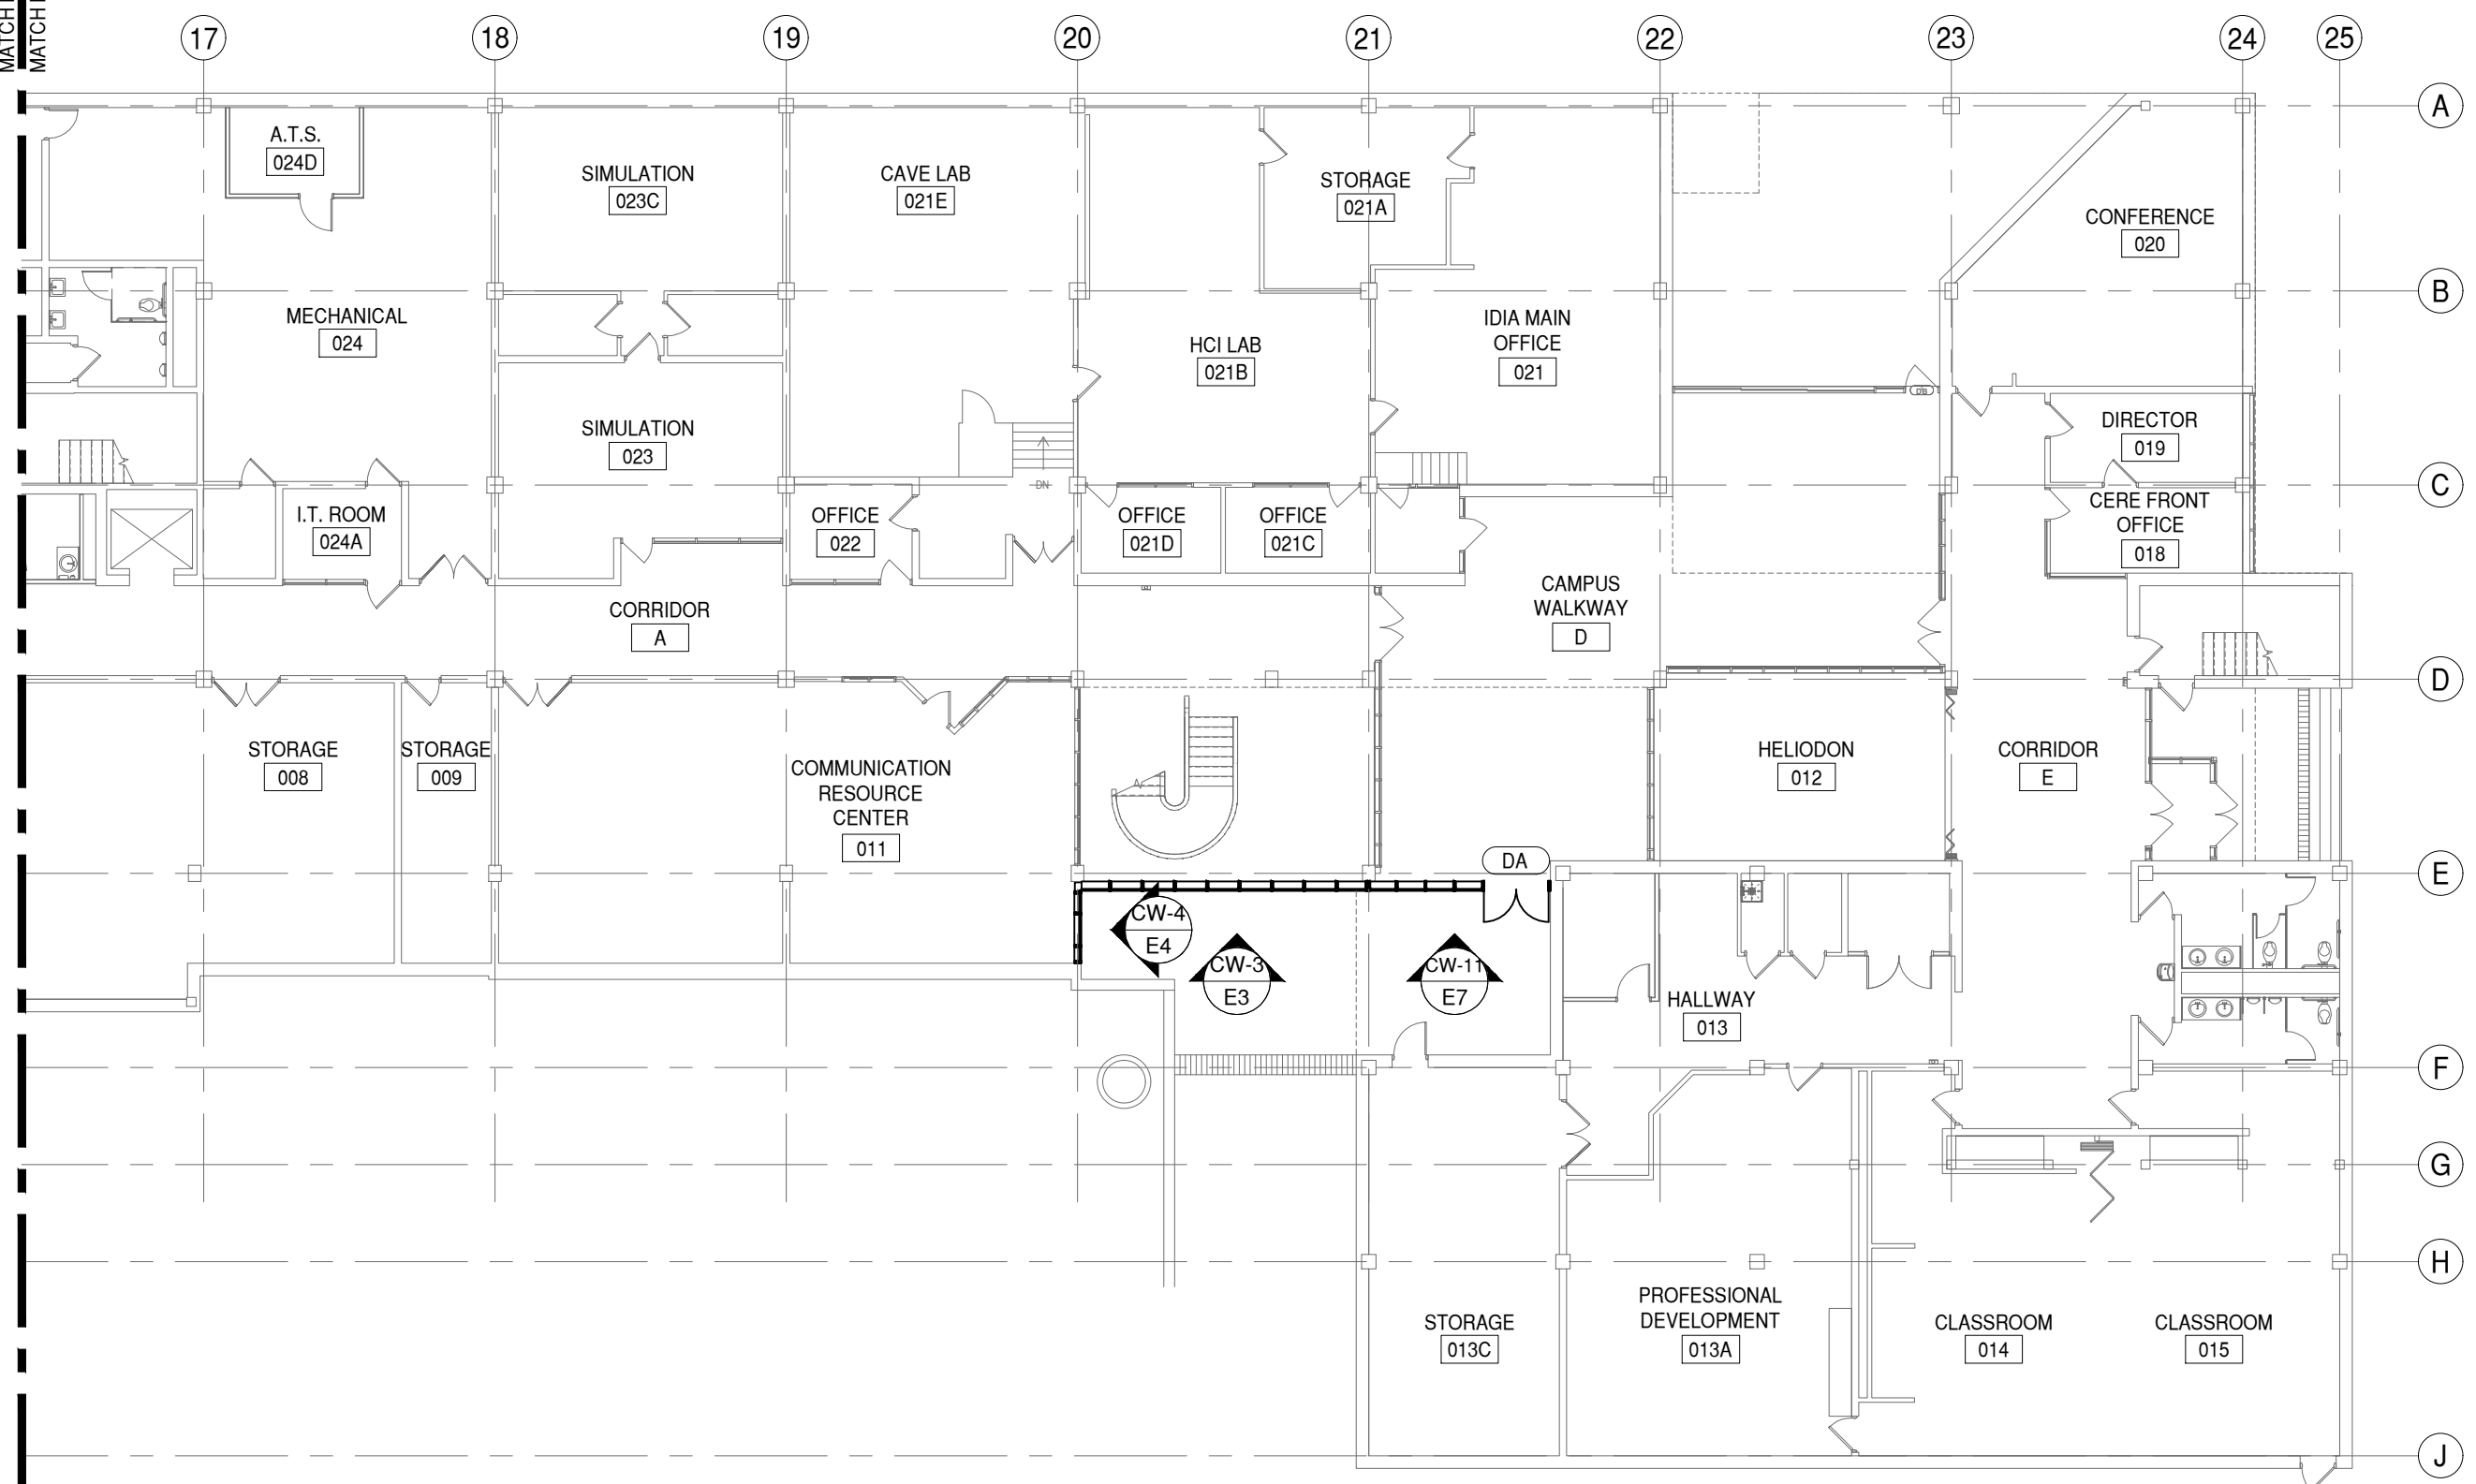 MATCH
MATCH
17
18
19
20
21
22
23
24
25
A
A.T.S.
024D
SIMULATION
023C
CAVE LAB
021E
STORAGE
021A
CONFERENCE
020
B
MECHANICAL
024
HCI LAB
021B
IDIA MAIN
OFFICE
021
DB
DIRECTOR
019
SIMULATION
023
DN
C
I.T. ROOM
024A
OFFICE
022
OFFICE
021D
OFFICE
021C
CERE FRONT
OFFICE
018
CORRIDOR
A
CAMPUS
WALKWAY
D
D
STORAGE
008
STORAGE
009
COMMUNICATION
RESOURCE
CENTER
011
HELIODON
012
CORRIDOR
E
DA
E
CW-4
E4
CW-3
E3
CW-11
E7
HALLWAY
013
F
G
H
STORAGE
013C
PROFESSIONAL
DEVELOPMENT
013A
CLASSROOM
014
CLASSROOM
015
J